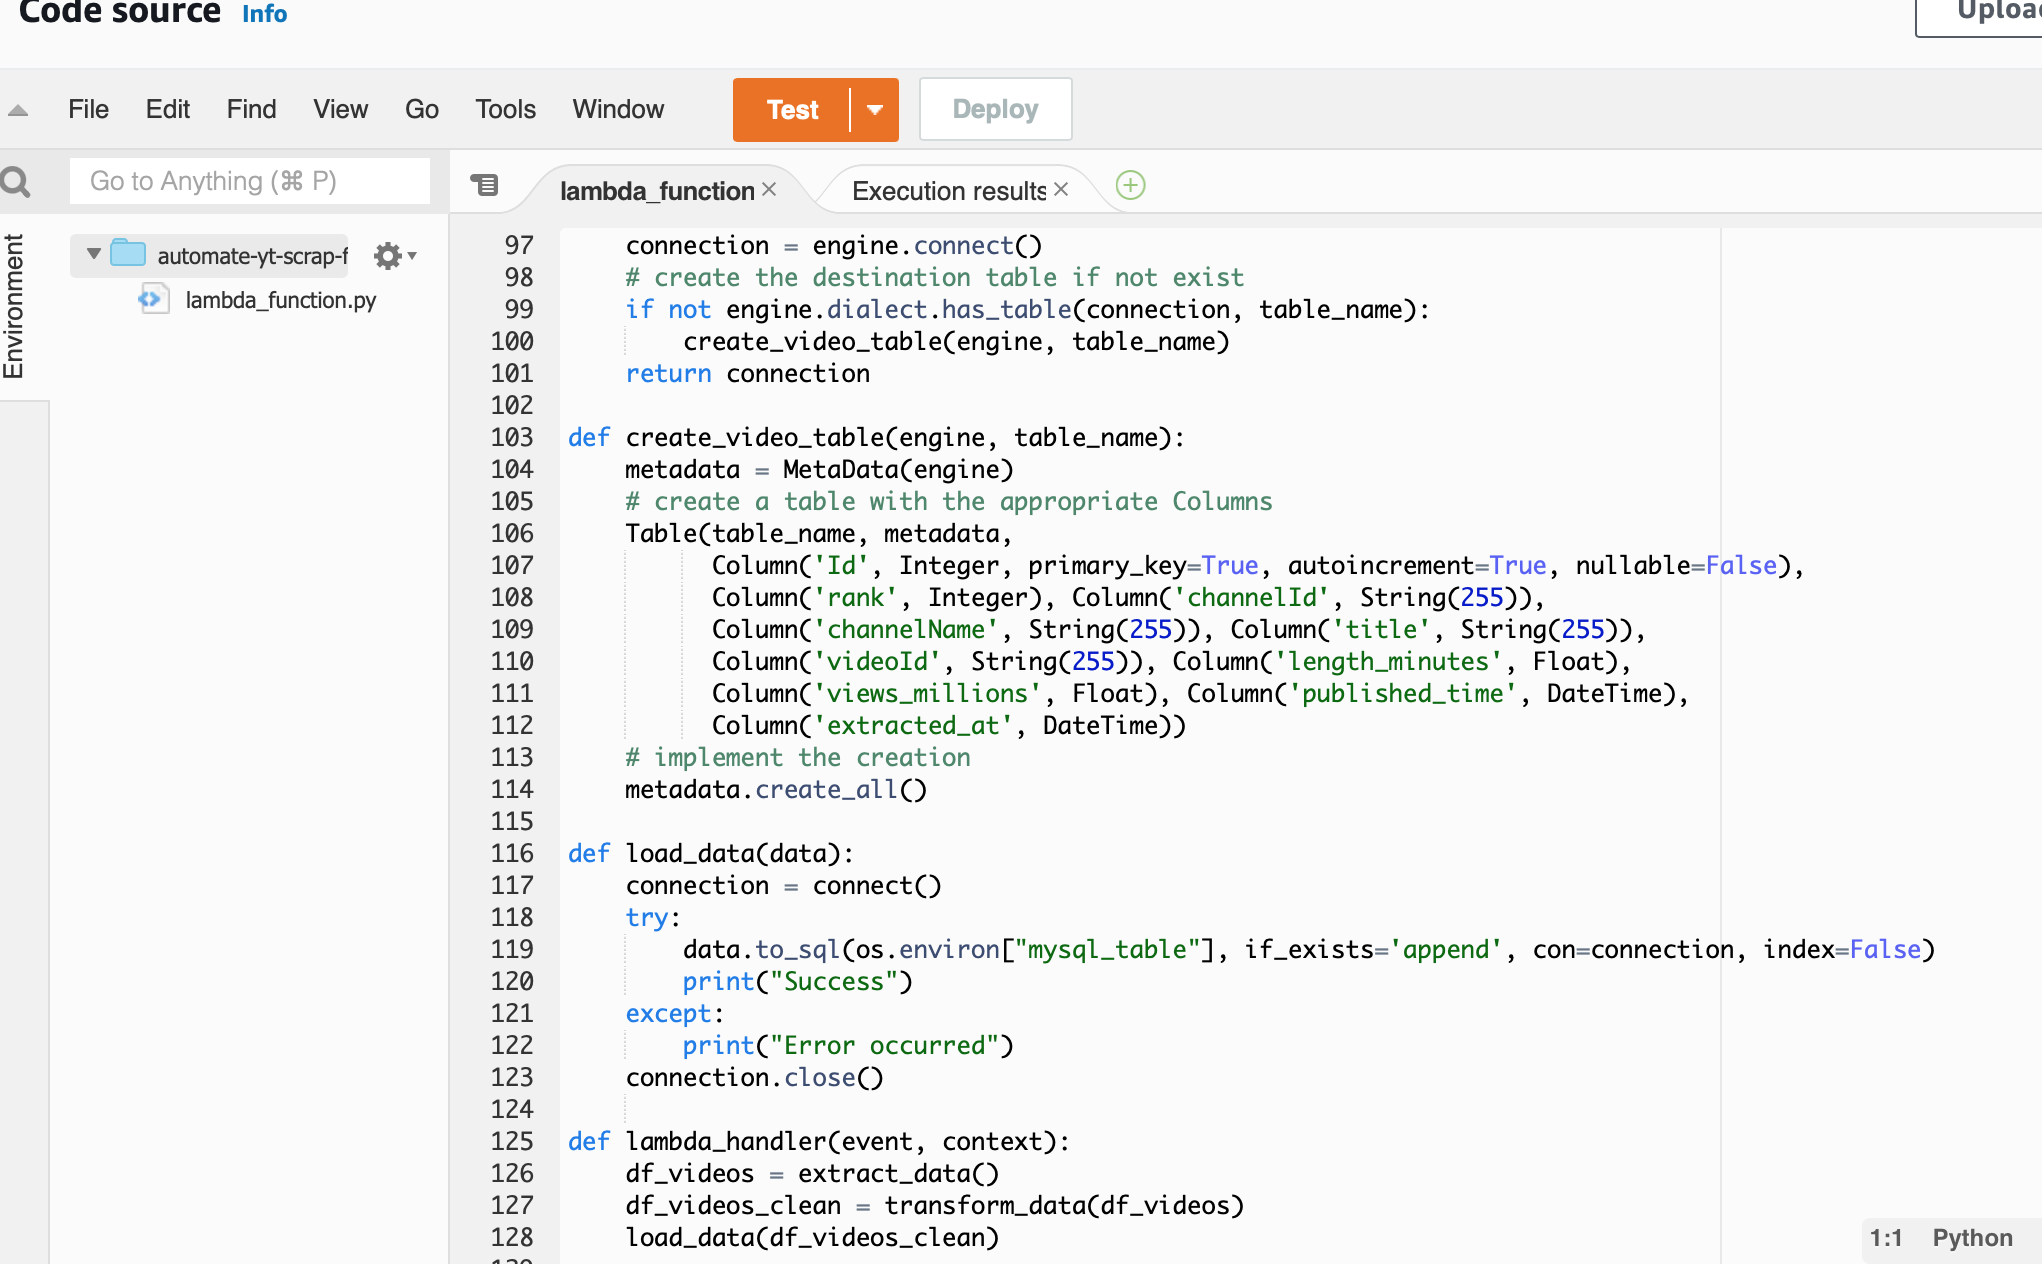 Code source Info
Uploa
File Edit Find View Go Tools Window Test Deploy
Go to Anything (⌘ P)
lambda_function × Execution results ×
Environment
automate-yt-scrap-f
lambda_function.py
97     connection = engine.connect()
98     # create the destination table if not exist
99     if not engine.dialect.has_table(connection, table_name):
100         create_video_table(engine, table_name)
101     return connection
102
103 def create_video_table(engine, table_name):
104     metadata = MetaData(engine)
105     # create a table with the appropriate Columns
106     Table(table_name, metadata,
107           Column('Id', Integer, primary_key=True, autoincrement=True, nullable=False),
108           Column('rank', Integer), Column('channelId', String(255)),
109           Column('channelName', String(255)), Column('title', String(255)),
110           Column('videoId', String(255)), Column('length_minutes', Float),
111           Column('views_millions', Float), Column('published_time', DateTime),
112           Column('extracted_at', DateTime))
113     # implement the creation
114     metadata.create_all()
115
116 def load_data(data):
117     connection = connect()
118     try:
119         data.to_sql(os.environ["mysql_table"], if_exists='append', con=connection, index=False)
120         print("Success")
121     except:
122         print("Error occurred")
123     connection.close()
124
125 def lambda_handler(event, context):
126     df_videos = extract_data()
127     df_videos_clean = transform_data(df_videos)
128     load_data(df_videos_clean)
1:1 Python